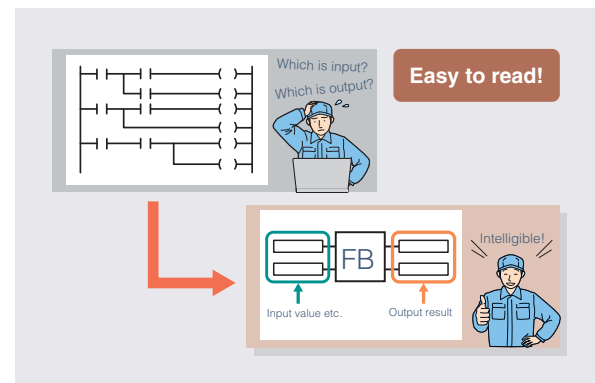 Which is input?
Which is output?
Easy to read!
FB
Intelligible!
Input value etc.
Output result